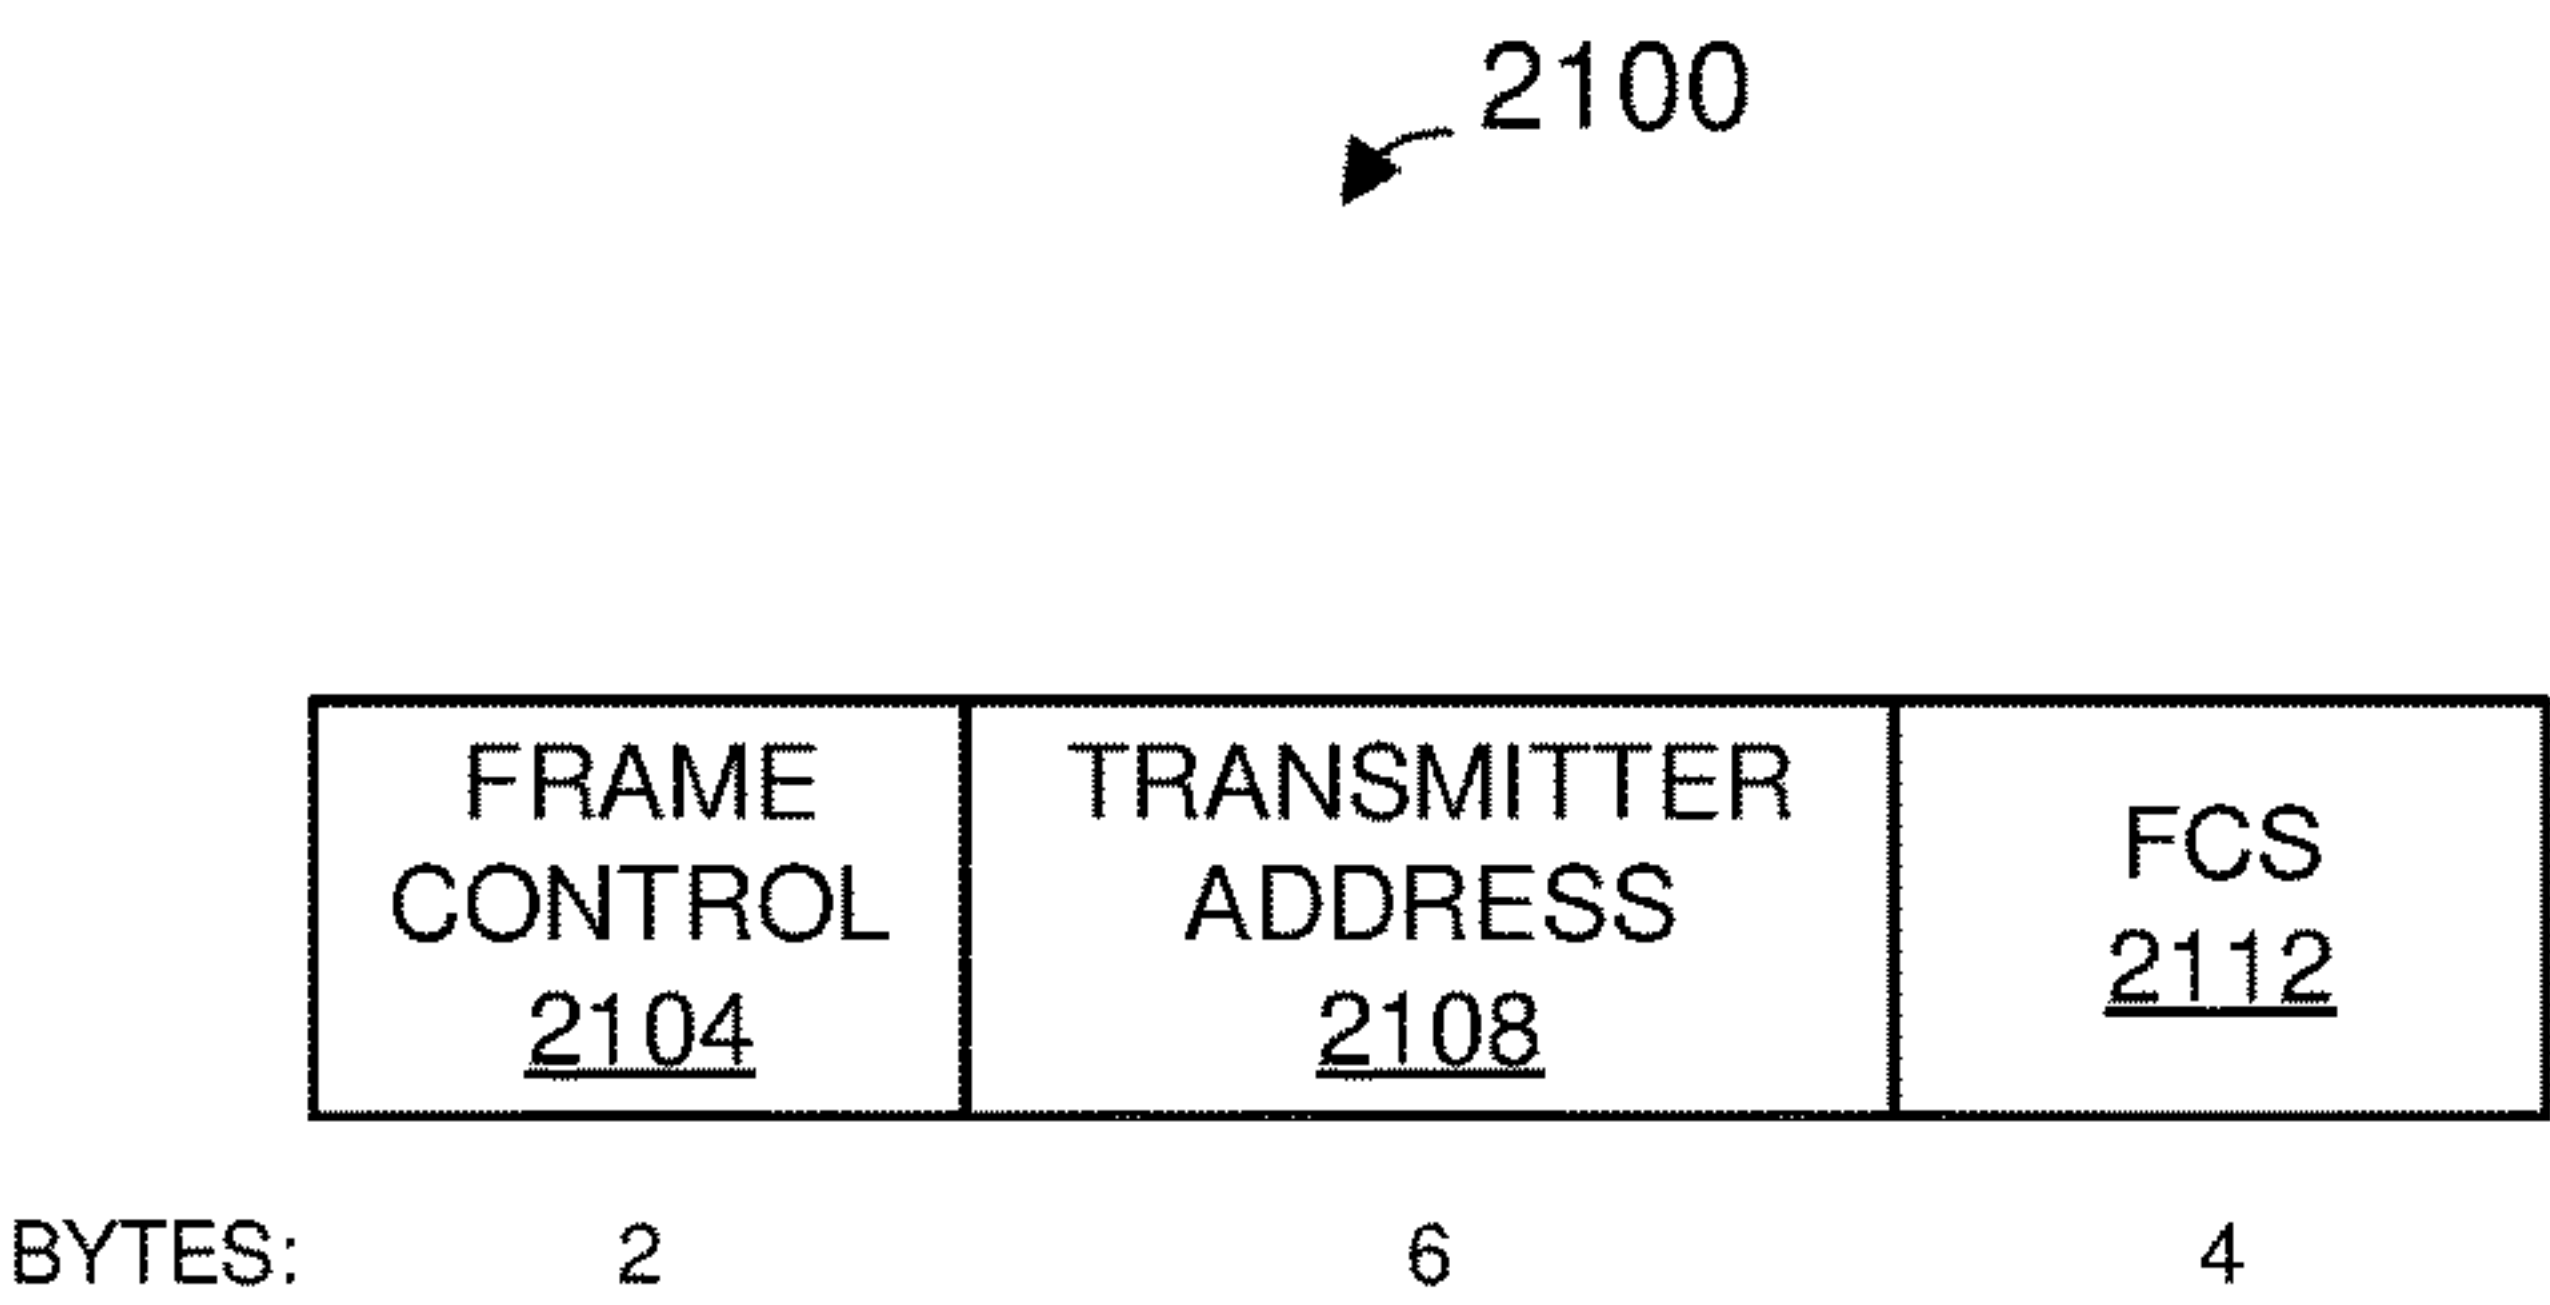 2100
FRAME
CONTROL
2104
TRANSMITTER
ADDRESS
2108
FCS
2112
BYTES: 2 6 4